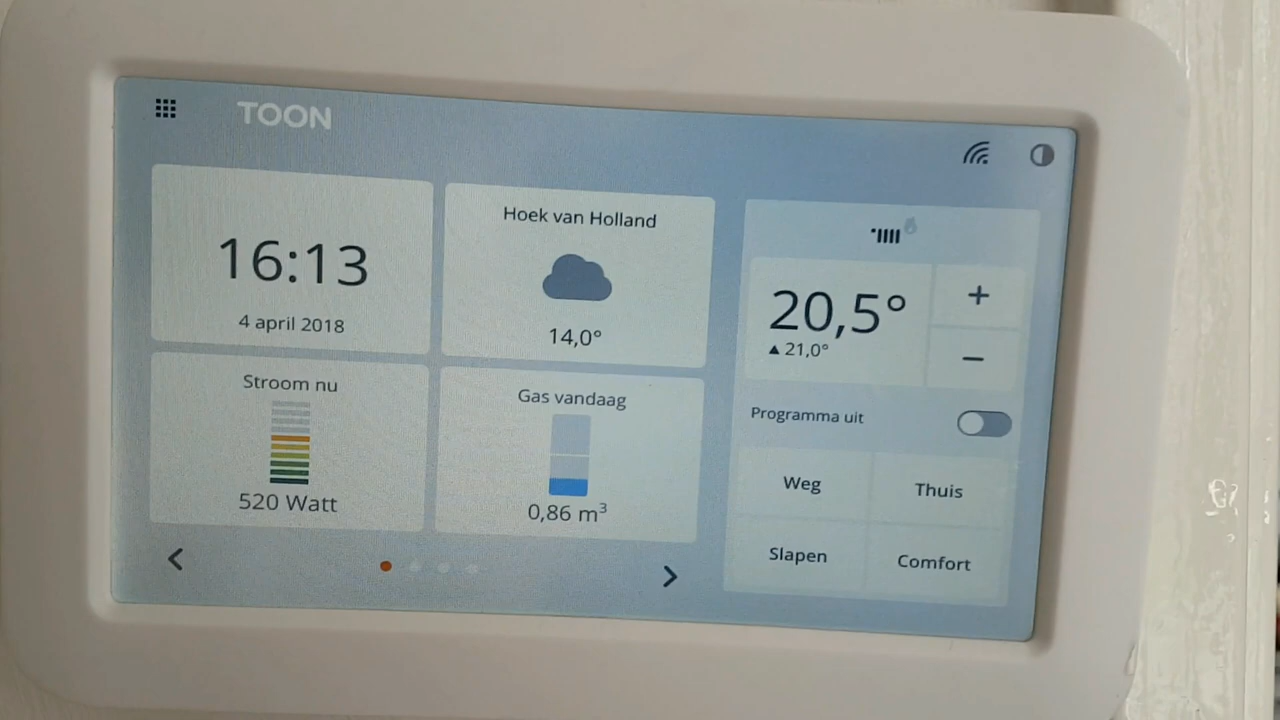 TOON
16:13
4 april 2018
Hoek van Holland
14,0°
Stroom nu
520 Watt
Gas vandaag
0,86 m³
20,5°
▲ 21,0°
+
−
Programma uit
Weg
Thuis
Slapen
Comfort